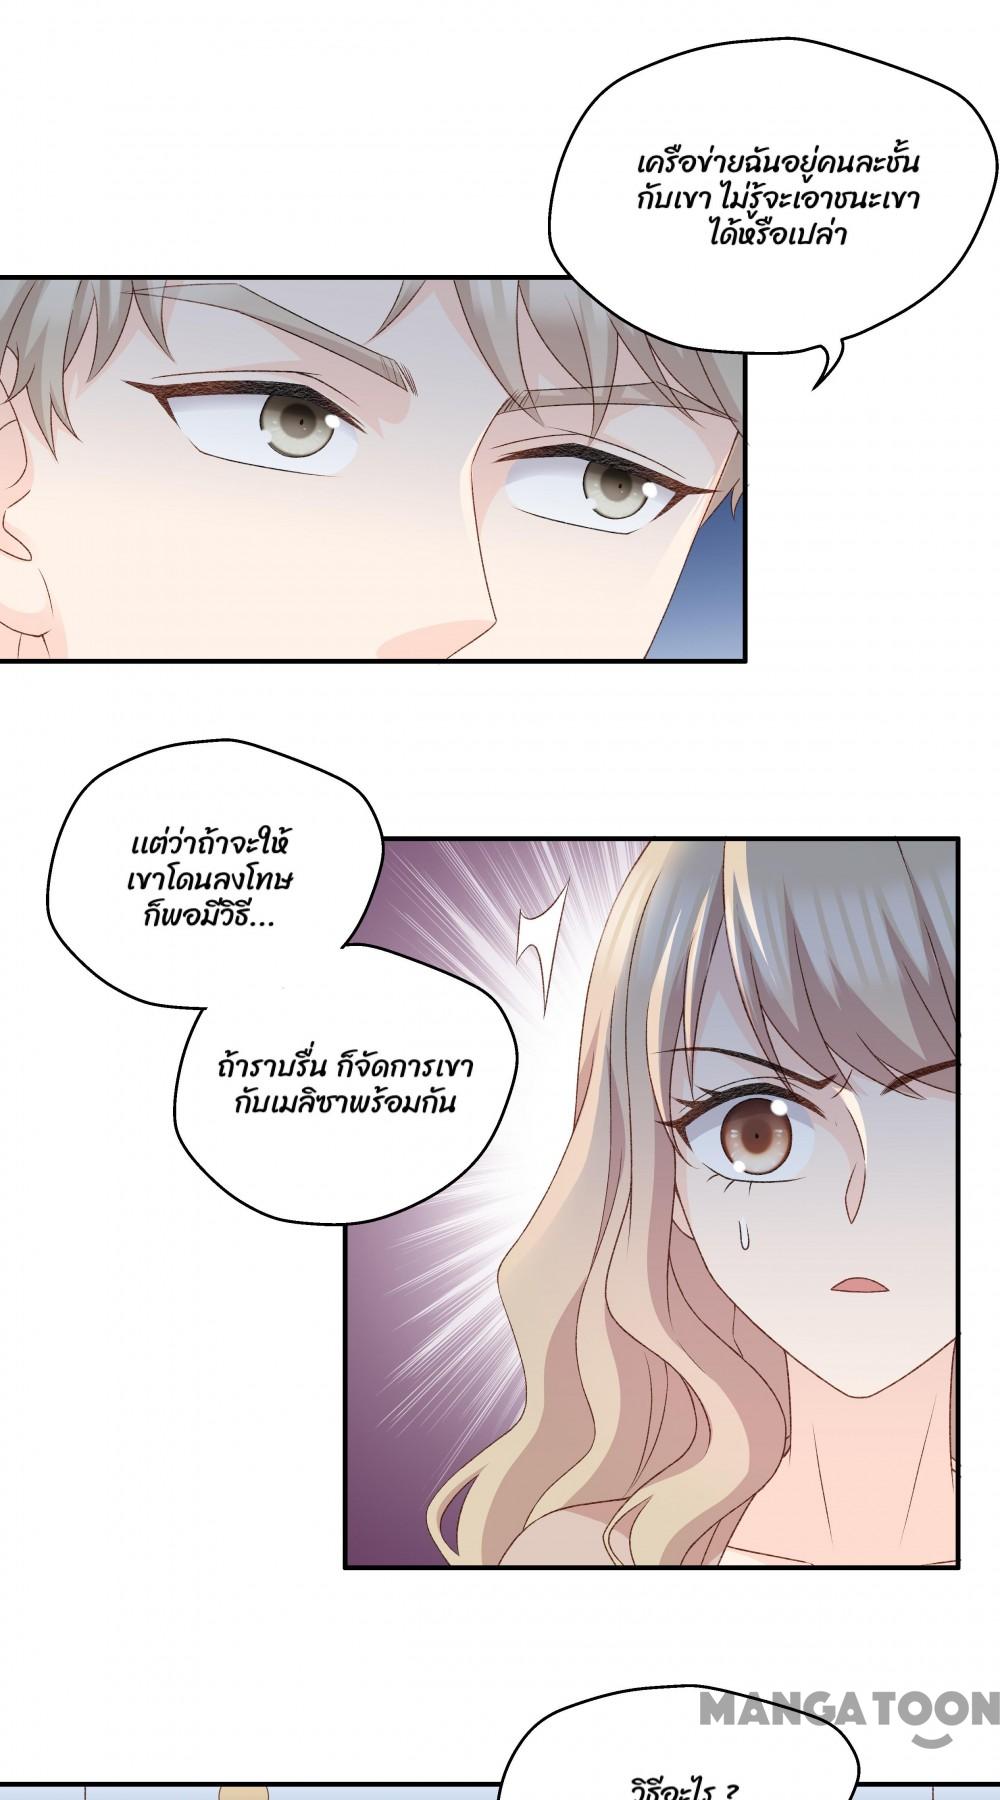 เครือข่ายฉันอยู่คนละชั้น
กับเขา ไม่รู้จะเอาชนะเขา
ได้หรือเปล่า
แต่ว่าถ้าจะให้
เขาโดนลงโทษ
ก็พอมีวิธี...
ถ้าราบรื่น ก็จัดการเขา
กับเมลิซาพร้อมกัน
MANGATOON
วิธีอะไร ?